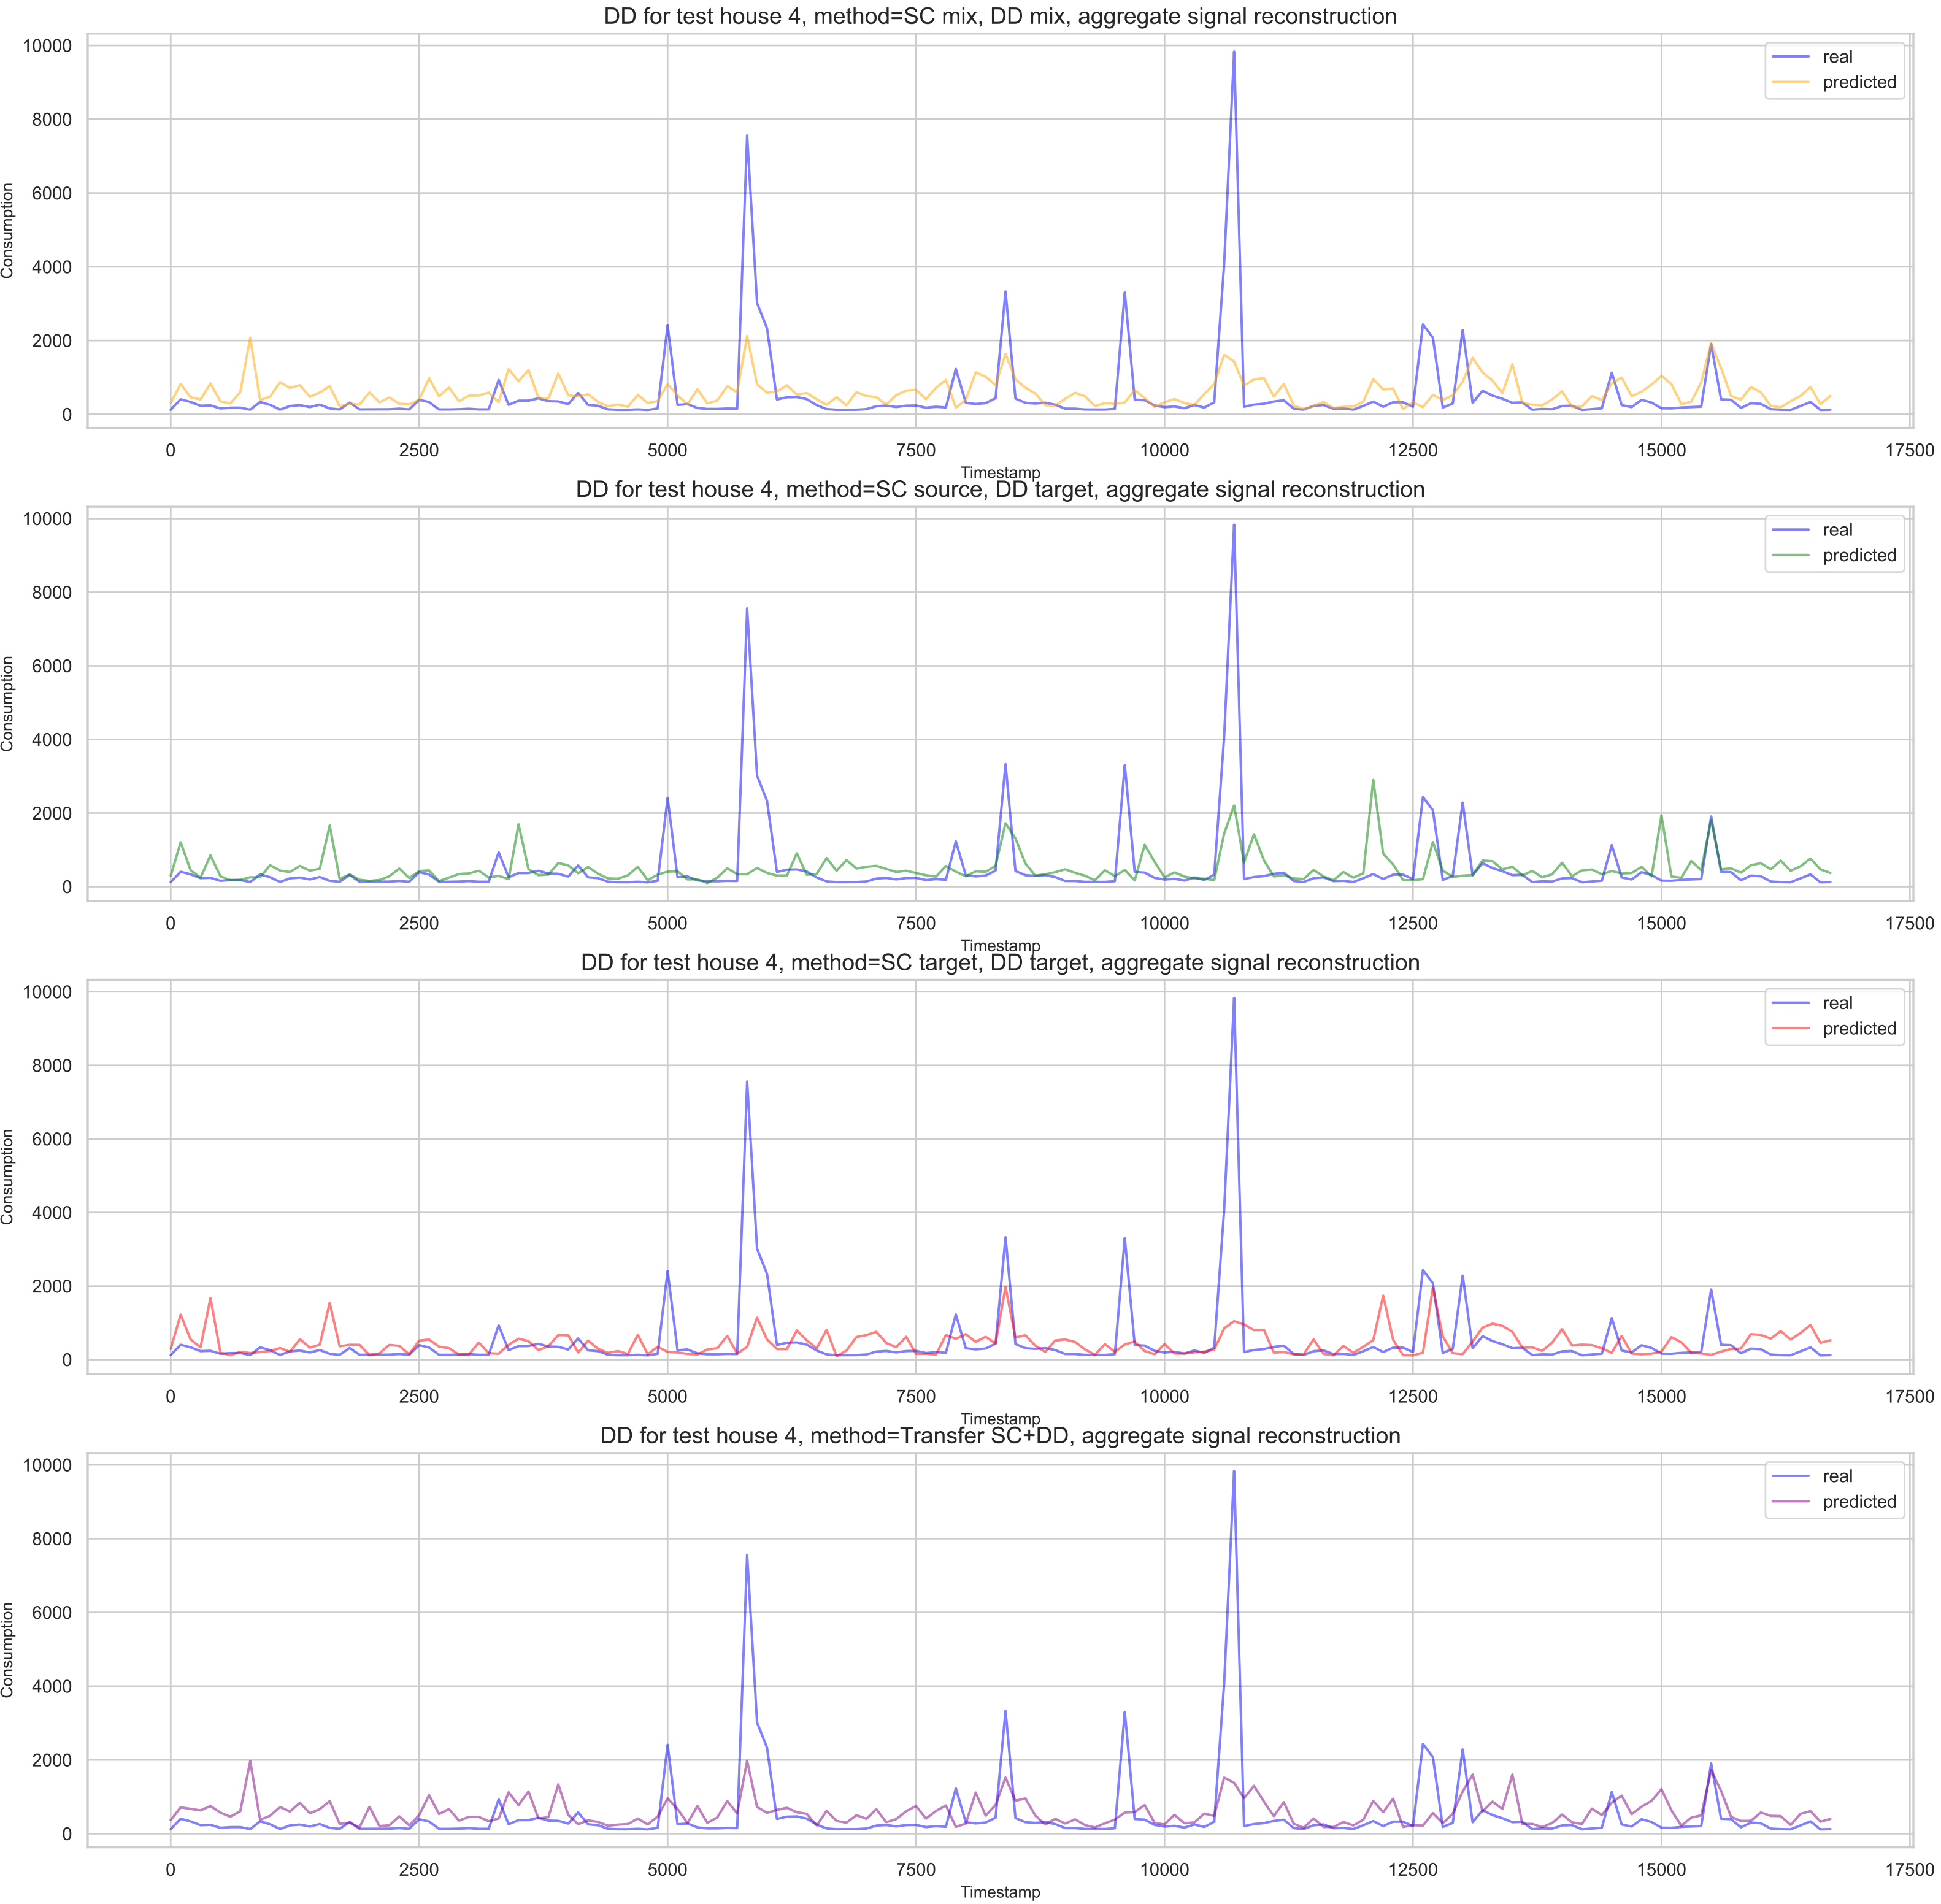 DD for test house 4, method=SC mix, DD mix, aggregate signal reconstruction
10000
8000
6000
4000
2000
0
Consumption
real
predicted
0 2500 5000 7500 10000 12500 15000 17500
Timestamp
DD for test house 4, method=SC source, DD target, aggregate signal reconstruction
10000
8000
6000
4000
2000
0
Consumption
real
predicted
0 2500 5000 7500 10000 12500 15000 17500
Timestamp
DD for test house 4, method=SC target, DD target, aggregate signal reconstruction
10000
8000
6000
4000
2000
0
Consumption
real
predicted
0 2500 5000 7500 10000 12500 15000 17500
Timestamp
DD for test house 4, method=Transfer SC+DD, aggregate signal reconstruction
10000
8000
6000
4000
2000
0
Consumption
real
predicted
0 2500 5000 7500 10000 12500 15000 17500
Timestamp